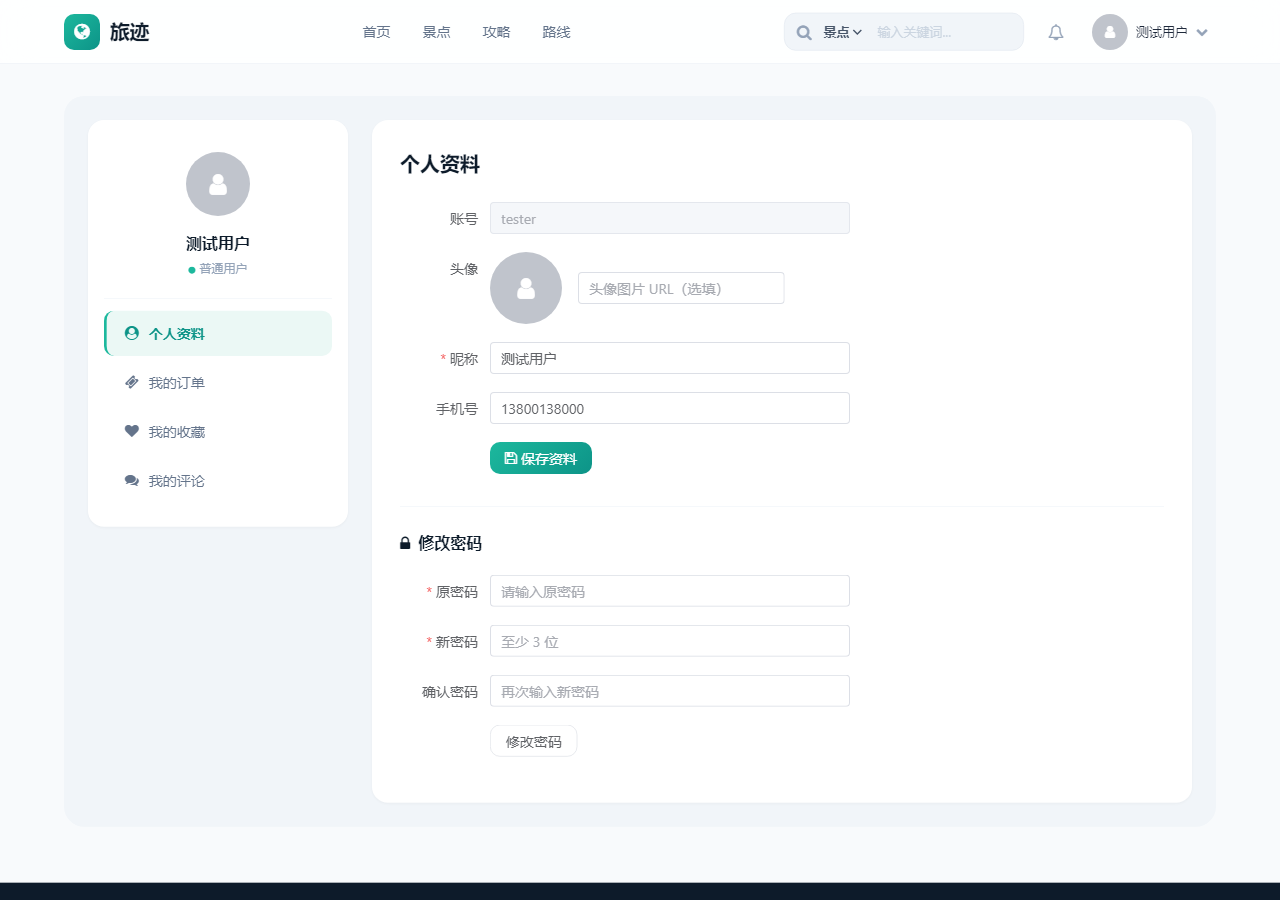 旅迹
首页 景点 攻略 路线
景点 输入关键词...
测试用户
测试用户
普通用户
个人资料
我的订单
我的收藏
我的评论
个人资料
账号 tester
头像 头像图片 URL（选填）
* 昵称 测试用户
手机号 13800138000
保存资料
修改密码
* 原密码 请输入原密码
* 新密码 至少 3 位
确认密码 再次输入新密码
修改密码